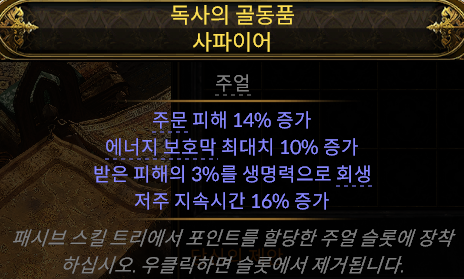 독사의 골동품
사파이어
주얼
주문 피해 14% 증가
에너지 보호막 최대치 10% 증가
받은 피해의 3%를 생명력으로 회생
저주 지속시간 16% 증가
패시브 스킬 트리에서 포인트를 할당한 주얼 슬롯에 장착
하십시오. 우클릭하면 슬롯에서 제거됩니다.